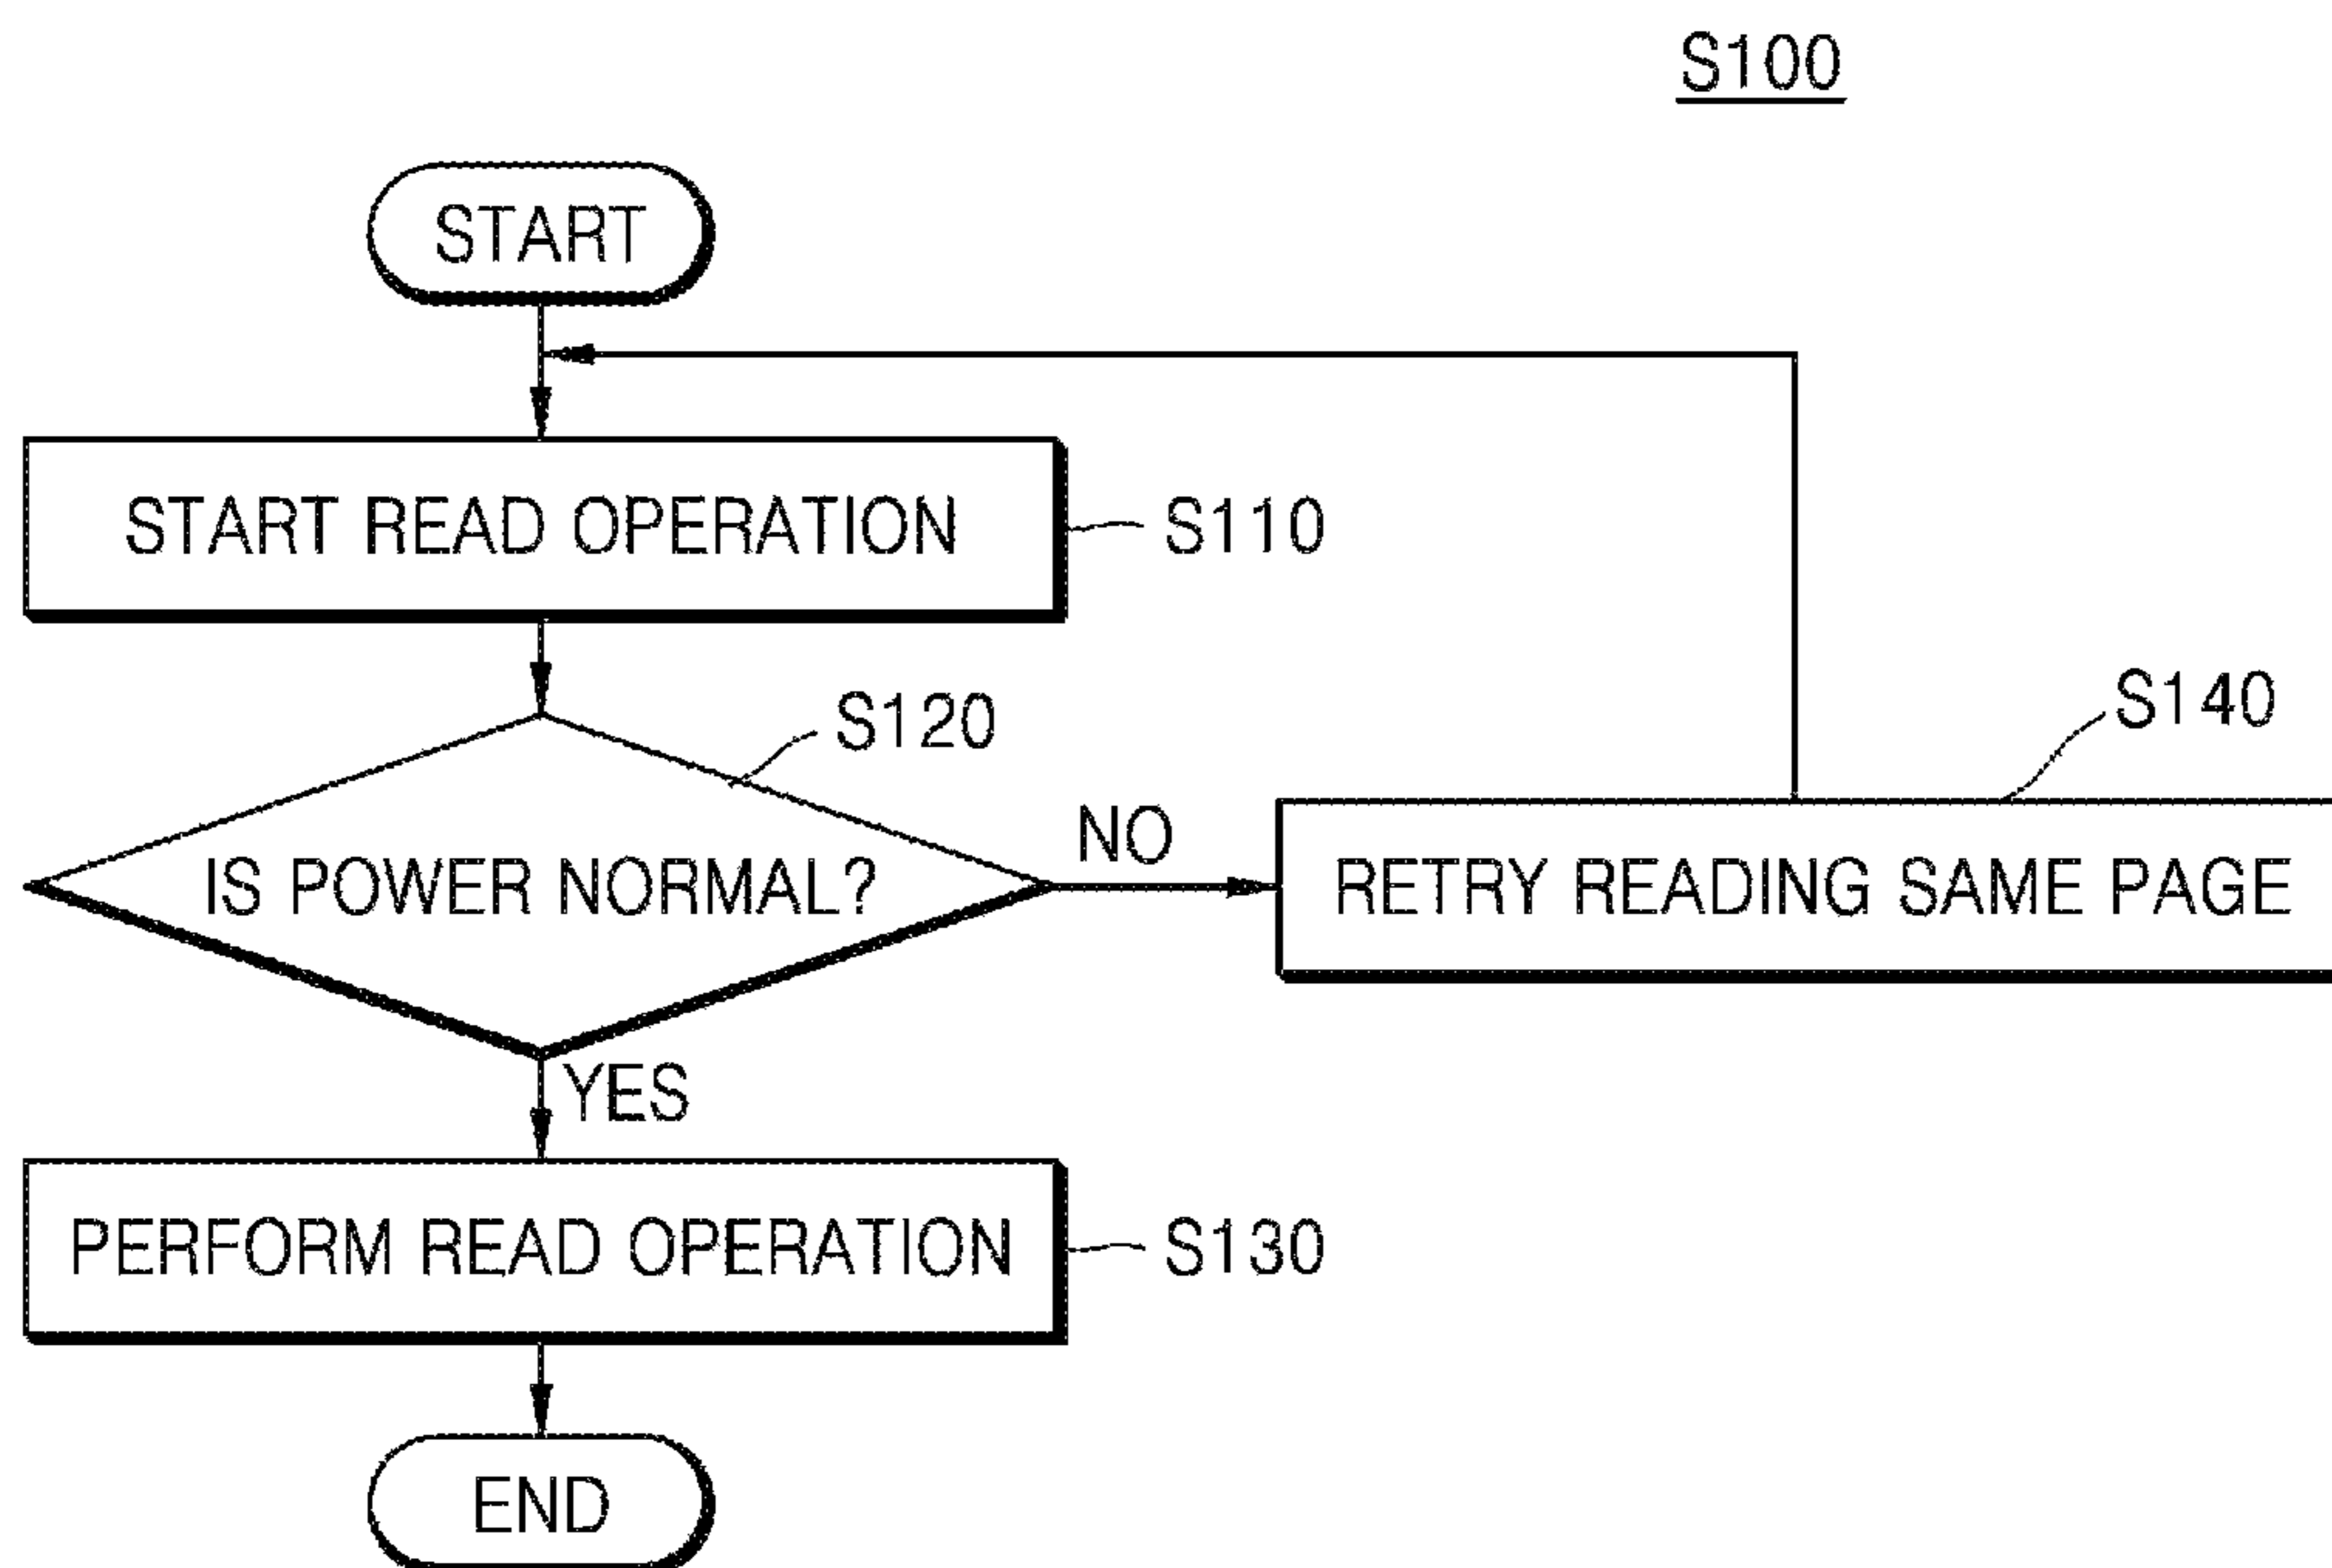 S100
START
START READ OPERATION
S110
S120
S140
IS POWER NORMAL?
NO
RETRY READING SAME PAGE
YES
PERFORM READ OPERATION
S130
END